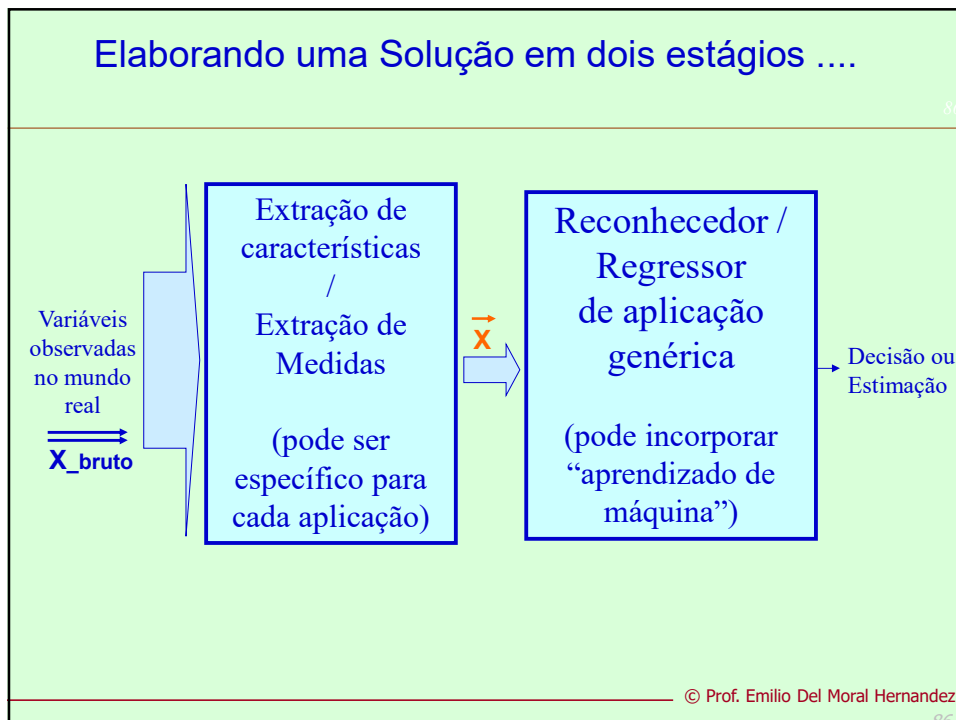 Elaborando uma Solução em dois estágios ....
86
Variáveis
observadas
no mundo
real
X_bruto
Extração de
características
/
Extração de
Medidas
(pode ser
específico para
cada aplicação)
X
Reconhecedor /
Regressor
de aplicação
genérica
(pode incorporar
“aprendizado de
máquina”)
Decisão ou
Estimação
© Prof. Emilio Del Moral Hernandez
86